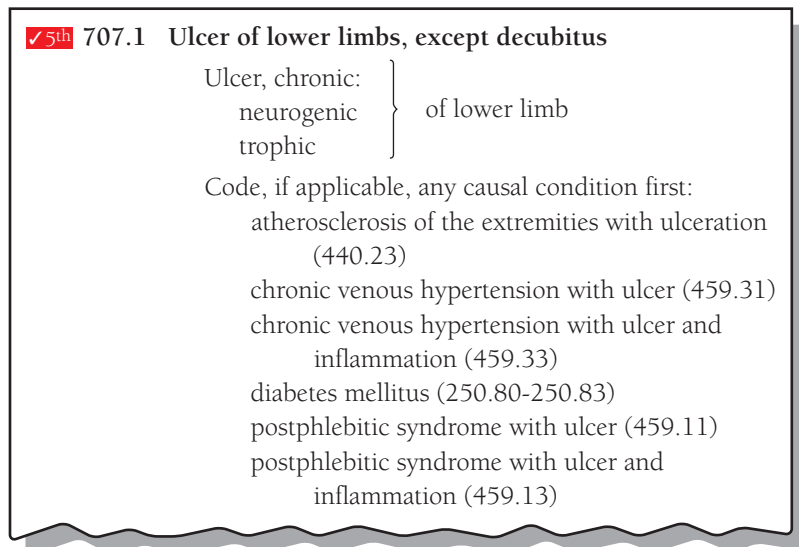 ✓5th 707.1 Ulcer of lower limbs, except decubitus
Ulcer, chronic:
neurogenic
trophic
} of lower limb
Code, if applicable, any causal condition first:
atherosclerosis of the extremities with ulceration
(440.23)
chronic venous hypertension with ulcer (459.31)
chronic venous hypertension with ulcer and
inflammation (459.33)
diabetes mellitus (250.80-250.83)
postphlebitic syndrome with ulcer (459.11)
postphlebitic syndrome with ulcer and
inflammation (459.13)